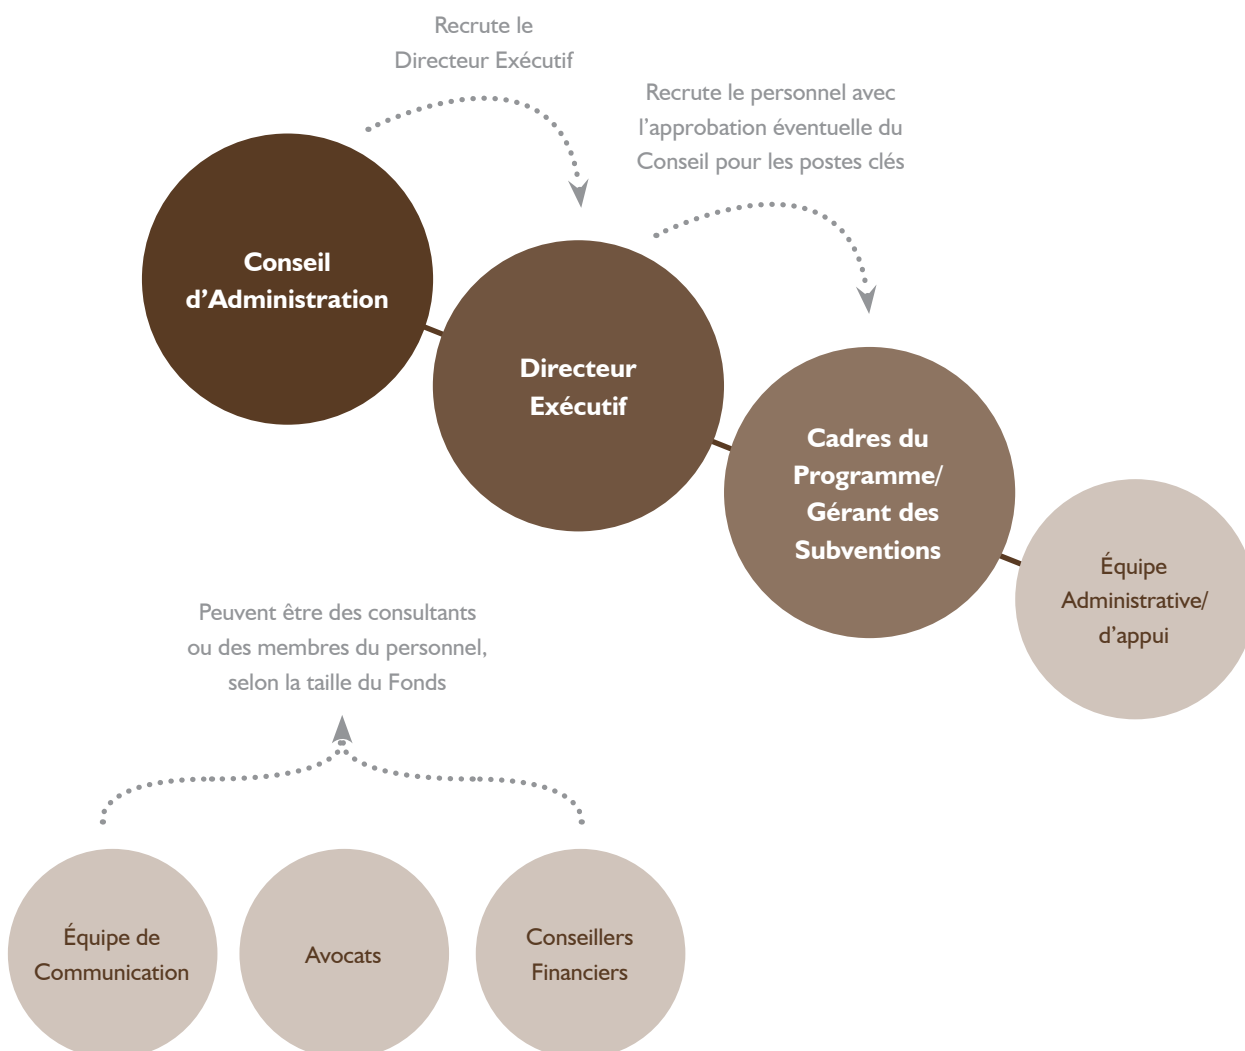 Recrute le
Directeur Exécutif
Recrute le personnel avec
l’approbation éventuelle du
Conseil pour les postes clés
Conseil
d’Administration
Directeur
Exécutif
Cadres du
Programme/
Gérant des
Subventions
Équipe
Administrative/
d’appui
Peuvent être des consultants
ou des membres du personnel,
selon la taille du Fonds
Équipe de
Communication
Avocats
Conseillers
Financiers